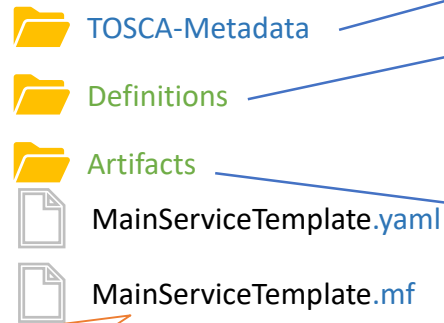 TOSCA-Metadata
Definitions
Artifacts
MainServiceTemplate.yaml
MainServiceTemplate.mf